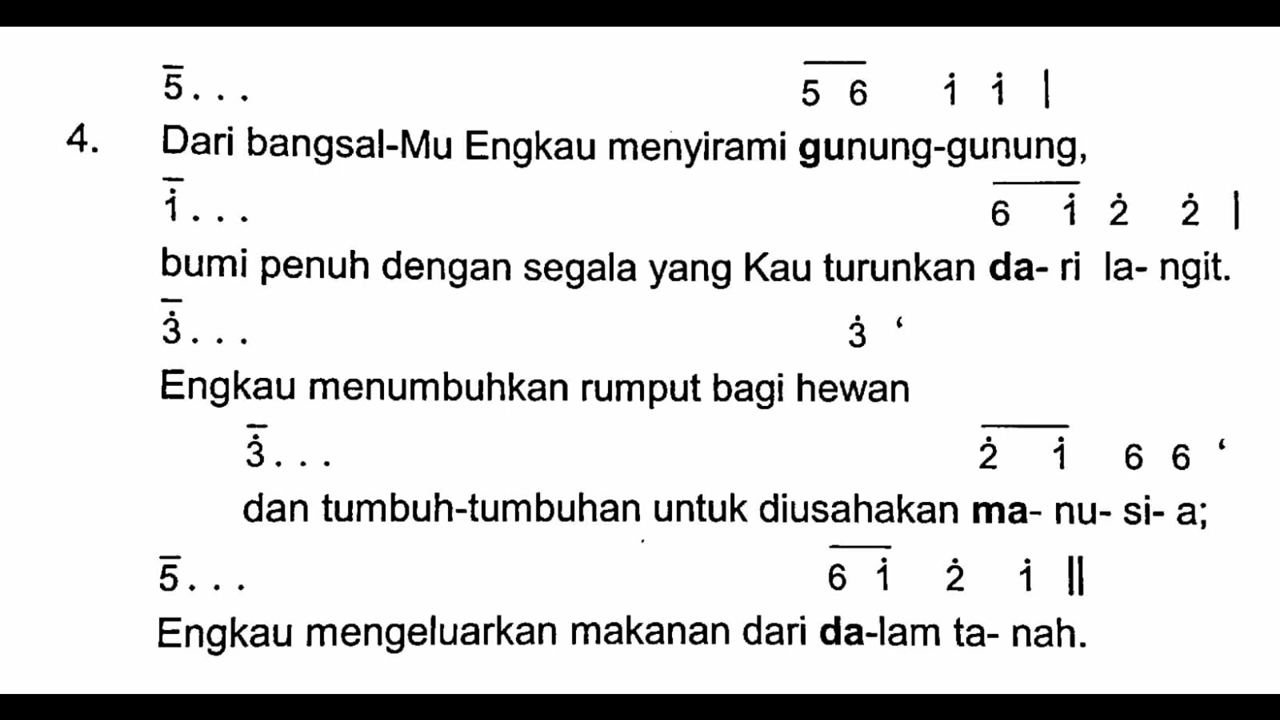 5̅ . . . 5̅ 6̅ 1̇ 1̇ |
4. Dari bangsal-Mu Engkau menyirami gunung-gunung,
1̇̅ . . . 6̅ 1̇̅ 2̇ 2̇ |
bumi penuh dengan segala yang Kau turunkan da- ri la- ngit.
3̇̅ . . . 3̇ ‘
Engkau menumbuhkan rumput bagi hewan
3̇̅ . . . 2̇̅ 1̇̅ 6 6 ‘
dan tumbuh-tumbuhan untuk diusahakan ma- nu- si- a;
5̅ . . . 6̅ 1̇̅ 2̇ 1̇ ||
Engkau mengeluarkan makanan dari da-lam ta- nah.